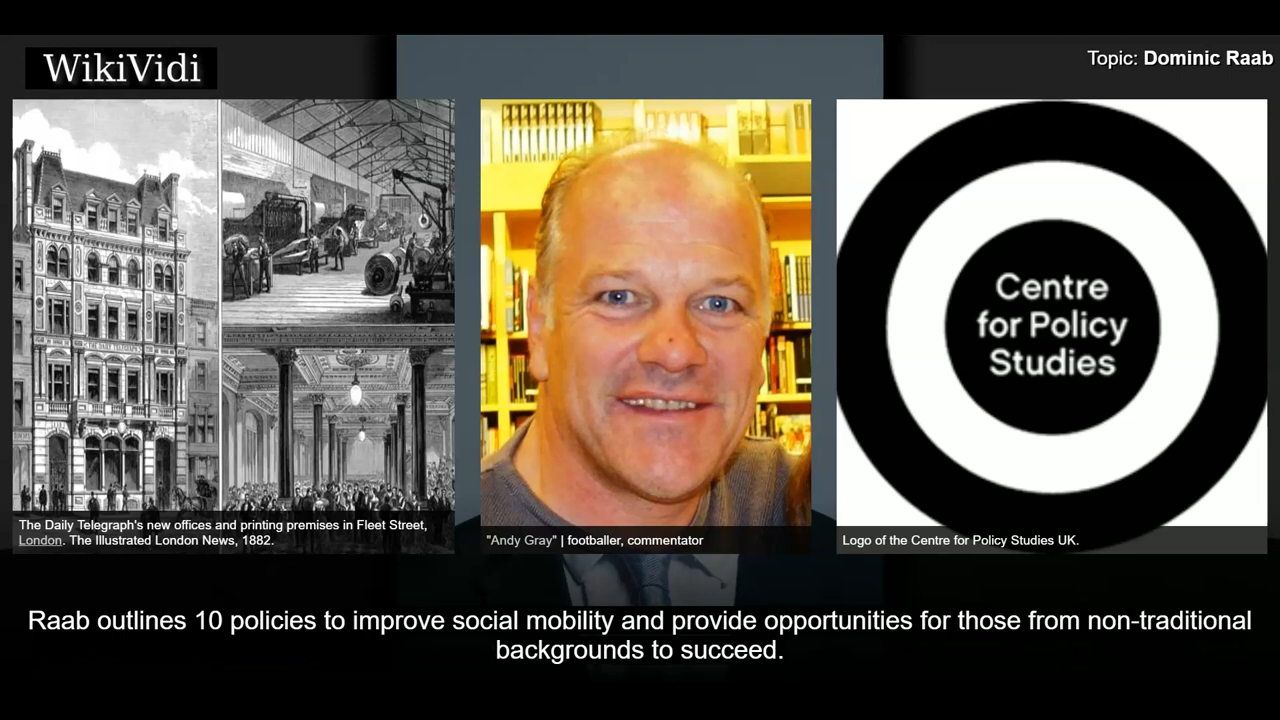 WikiVidi
Topic: Dominic Raab
THE DAILY TELEGRAPH
Centre
for Policy
Studies
The Daily Telegraph's new offices and printing premises in Fleet Street,
London. The Illustrated London News, 1882.
"Andy Gray" | footballer, commentator
Logo of the Centre for Policy Studies UK.
Raab outlines 10 policies to improve social mobility and provide opportunities for those from non-traditional
backgrounds to succeed.